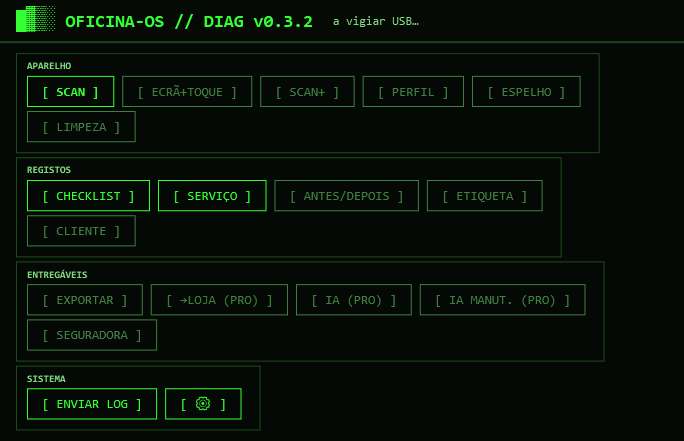 OFICINA-OS // DIAG v0.3.2 a vigiar USB…
APARELHO
[ SCAN ] [ ECRÃ+TOQUE ] [ SCAN+ ] [ PERFIL ] [ ESPELHO ]
[ LIMPEZA ]
REGISTOS
[ CHECKLIST ] [ SERVIÇO ] [ ANTES/DEPOIS ] [ ETIQUETA ]
[ CLIENTE ]
ENTREGÁVEIS
[ EXPORTAR ] [ →LOJA (PRO) ] [ IA (PRO) ] [ IA MANUT. (PRO) ]
[ SEGURADORA ]
SISTEMA
[ ENVIAR LOG ] [ ⚙ ]